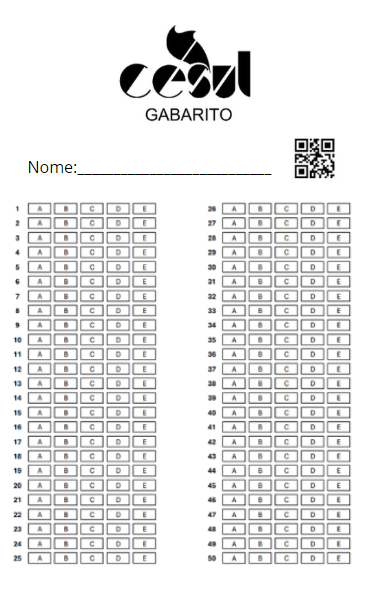 cesul
GABARITO
Nome:________________________
1 A B C D E
2 A B C D E
3 A B C D E
4 A B C D E
5 A B C D E
6 A B C D E
7 A B C D E
8 A B C D E
9 A B C D E
10 A B C D E
11 A B C D E
12 A B C D E
13 A B C D E
14 A B C D E
15 A B C D E
16 A B C D E
17 A B C D E
18 A B C D E
19 A B C D E
20 A B C D E
21 A B C D E
22 A B C D E
23 A B C D E
24 A B C D E
25 A B C D E
26 A B C D E
27 A B C D E
28 A B C D E
29 A B C D E
30 A B C D E
31 A B C D E
32 A B C D E
33 A B C D E
34 A B C D E
35 A B C D E
36 A B C D E
37 A B C D E
38 A B C D E
39 A B C D E
40 A B C D E
41 A B C D E
42 A B C D E
43 A B C D E
44 A B C D E
45 A B C D E
46 A B C D E
47 A B C D E
48 A B C D E
49 A B C D E
50 A B C D E